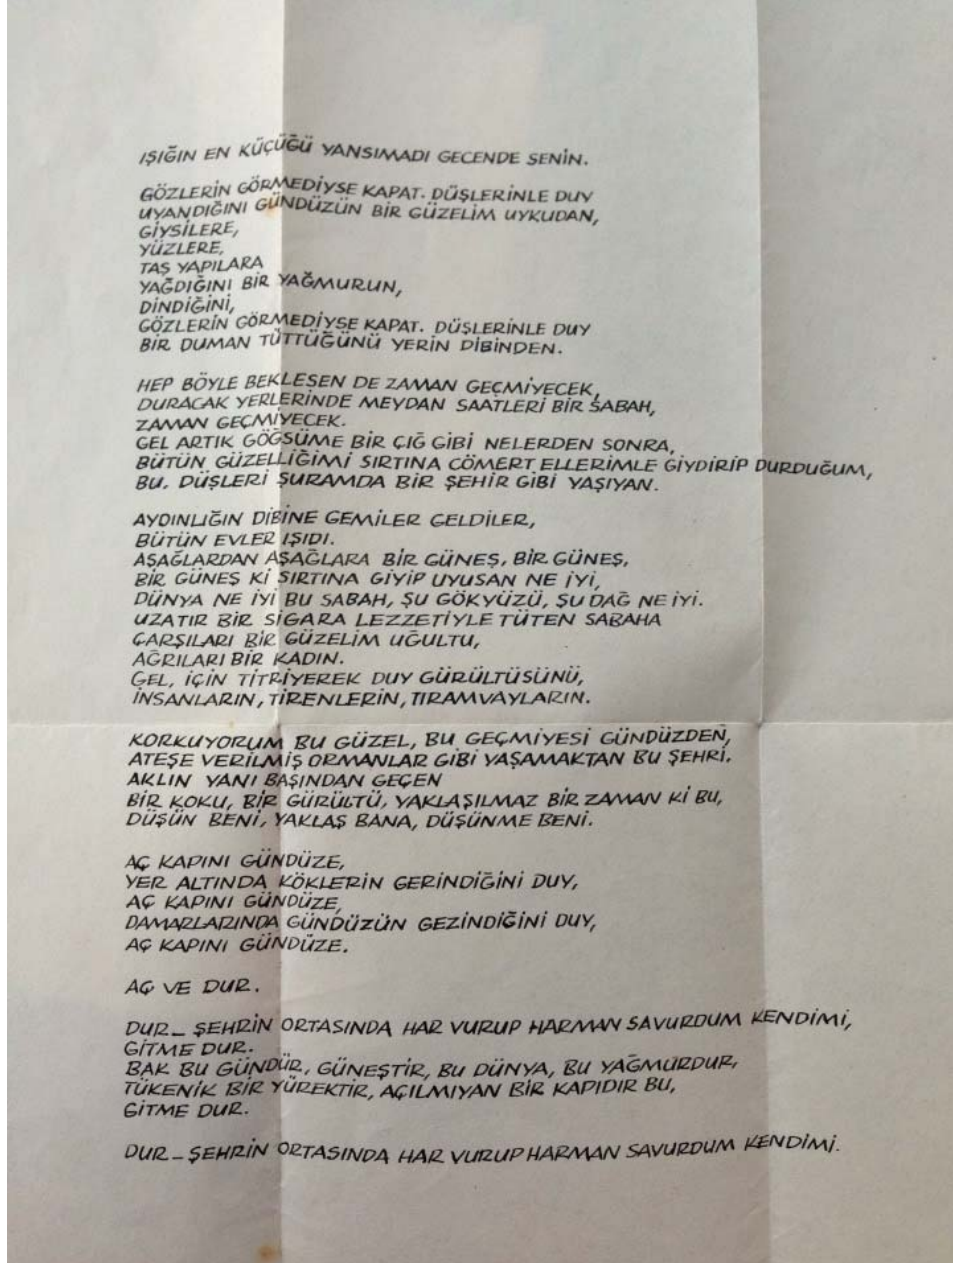 IŞIĞIN EN KÜÇÜĞÜ YANSIMADI GECENDE SENİN.
GÖZLERİN GÖRMEDİYSE KAPAT. DÜŞLERİNLE DUY
UYANDIĞINI GÜNDÜZÜN BİR GÜZELİM UYKUDAN,
GİYSİLERE,
YÜZLERE,
TAŞ YAPILARA
YAĞDIĞINI BİR YAĞMURUN,
DİNDİĞİNİ,
GÖZLERİN GÖRMEDİYSE KAPAT. DÜŞLERİNLE DUY
BİR DUMAN TÜTTÜĞÜNÜ YERİN DİBİNDEN.
HEP BÖYLE BEKLESEN DE ZAMAN GEÇMİYECEK,
DURACAK YERLERİNDE MEYDAN SAATLERİ BİR SABAH,
ZAMAN GEÇMİYECEK.
GEL ARTIK GÖĞSÜME BİR ÇIĞ GİBİ NELERDEN SONRA,
BÜTÜN GÜZELLİĞİMİ SIRTINA CÖMERT ELLERİMLE GİYDİRİP DURDUĞUM,
BU, DÜŞLERİ ŞURAMDA BİR ŞEHİR GİBİ YAŞIYAN.
AYDINLIĞIN DİBİNE GEMİLER GELDİLER,
BÜTÜN EVLER IŞIDI.
AŞAĞLARDAN AŞAĞLARA BİR GÜNEŞ, BİR GÜNEŞ,
BİR GÜNEŞ Kİ SIRTINA GİYİP UYUSAN NE İYİ,
DÜNYA NE İYİ BU SABAH, ŞU GÖKYÜZÜ, ŞU DAĞ NE İYİ.
UZATIR BİR SİGARA LEZZETİYLE TÜTEN SABAHA
ÇARŞILARI BİR GÜZELİM UĞULTU,
AĞRILARI BİR KADIN.
GEL, İÇİN TİTRİYEREK DUY GÜRÜLTÜSÜNÜ,
İNSANLARIN, TİRENLERİN, TIRAMVAYLARIN.
KORKUYORUM BU GÜZEL, BU GEÇMİYESİ GÜNDÜZDEN,
ATEŞE VERİLMİŞ ORMANLAR GİBİ YAŞAMAKTAN BU ŞEHRİ.
AKLIN YANI BAŞINDAN GEÇEN
BİR KOKU, BİR GÜRÜLTÜ, YAKLAŞILMAZ BİR ZAMAN Kİ BU,
DÜŞÜN BENİ, YAKLAŞ BANA, DÜŞÜNME BENİ.
AÇ KAPINI GÜNDÜZE,
YER ALTINDA KÖKLERİN GERİNDİĞİNİ DUY,
AÇ KAPINI GÜNDÜZE,
DAMARLARINDA GÜNDÜZÜN GEZİNDİĞİNİ DUY,
AÇ KAPINI GÜNDÜZE.
AÇ VE DUR.
DUR_ ŞEHRİN ORTASINDA HAR VURUP HARMAN SAVURDUM KENDİMİ,
GİTME DUR.
BAK BU GÜNDÜR, GÜNEŞTİR, BU DÜNYA, BU YAĞMURDUR,
TÜKENİK BİR YÜREKTİR, AÇILMIYAN BİR KAPIDIR BU,
GİTME DUR.
DUR_ ŞEHRİN ORTASINDA HAR VURUP HARMAN SAVURDUM KENDİMİ.